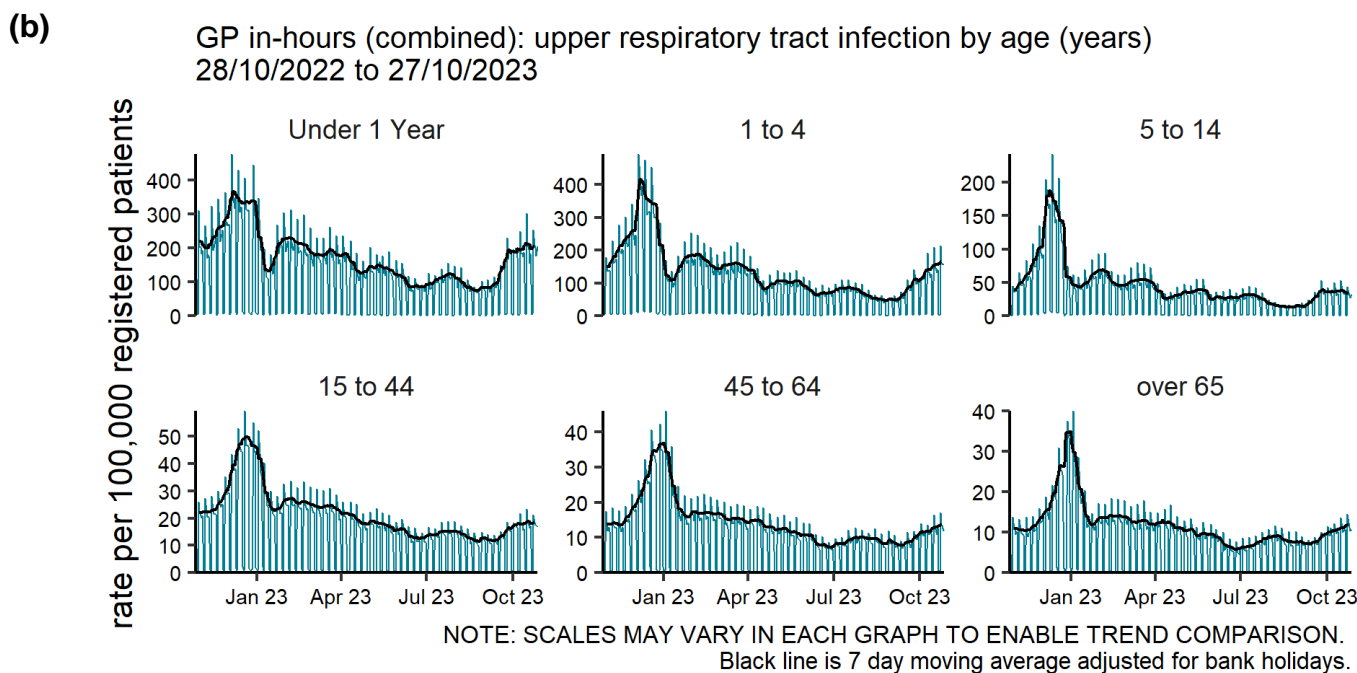 (b)
GP in-hours (combined): upper respiratory tract infection by age (years)
28/10/2022 to 27/10/2023
rate per 100,000 registered patients
Under 1 Year
400
300
200
100
0
1 to 4
400
300
200
100
0
5 to 14
200
150
100
50
0
15 to 44
50
40
30
20
10
0
Jan 23 Apr 23 Jul 23 Oct 23
45 to 64
40
30
20
10
0
Jan 23 Apr 23 Jul 23 Oct 23
over 65
40
30
20
10
0
Jan 23 Apr 23 Jul 23 Oct 23
NOTE: SCALES MAY VARY IN EACH GRAPH TO ENABLE TREND COMPARISON.
Black line is 7 day moving average adjusted for bank holidays.